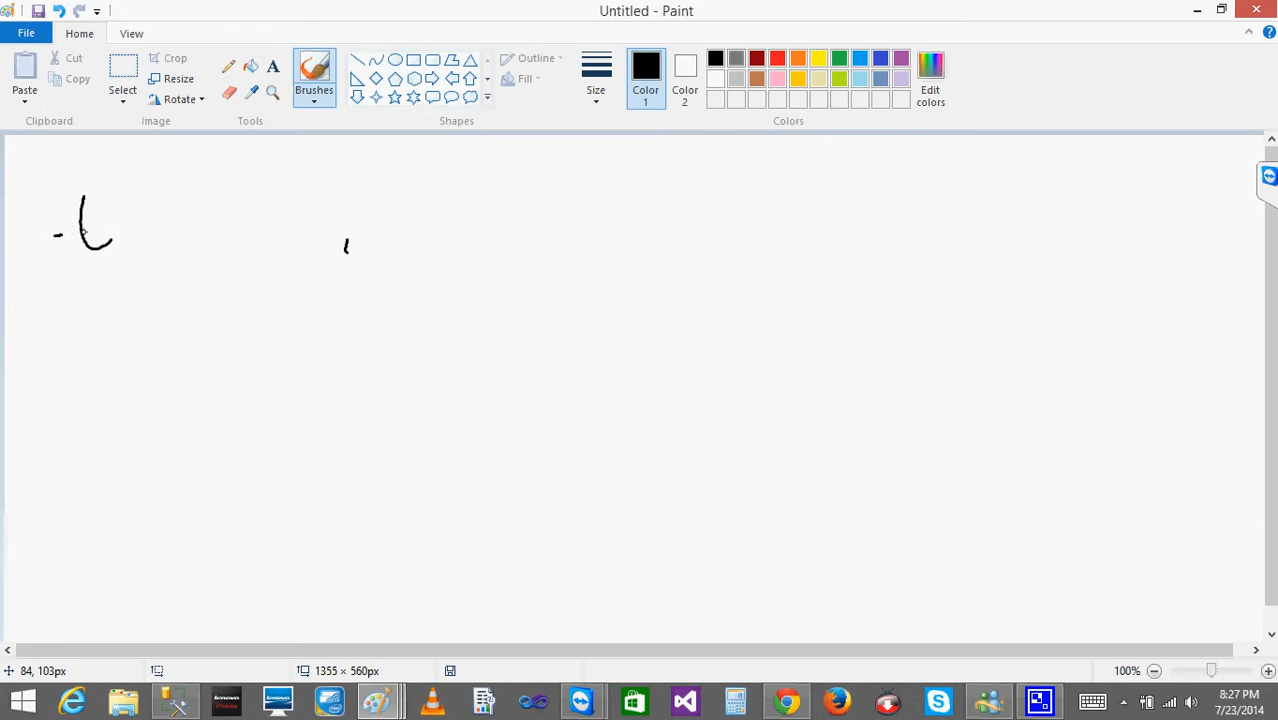 Untitled - Paint
File Home View
Paste
Cut
Copy
Select
Crop
Resize
Rotate
A
Brushes
Outline
Fill
Size
Color 1
Color 2
Edit colors
Clipboard Image Tools Shapes Colors
84, 103px 1355 × 560px 100%
8:27 PM
7/23/2014